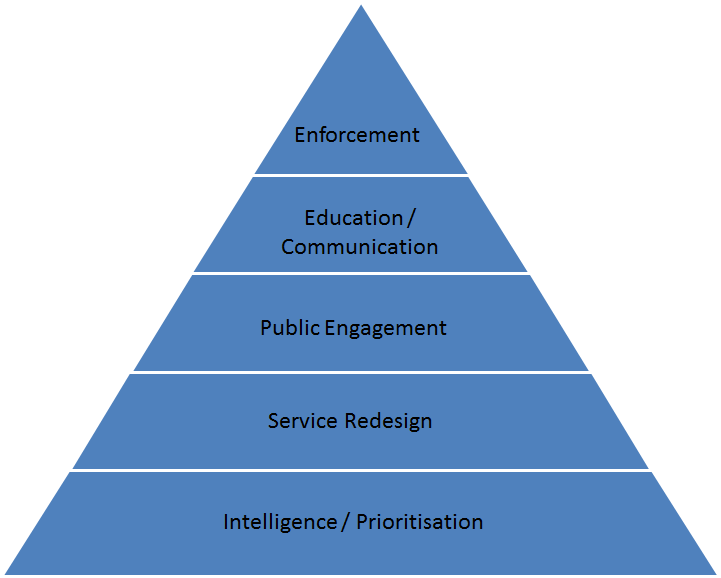 Enforcement
Education /
Communication
Public Engagement
Service Redesign
Intelligence / Prioritisation